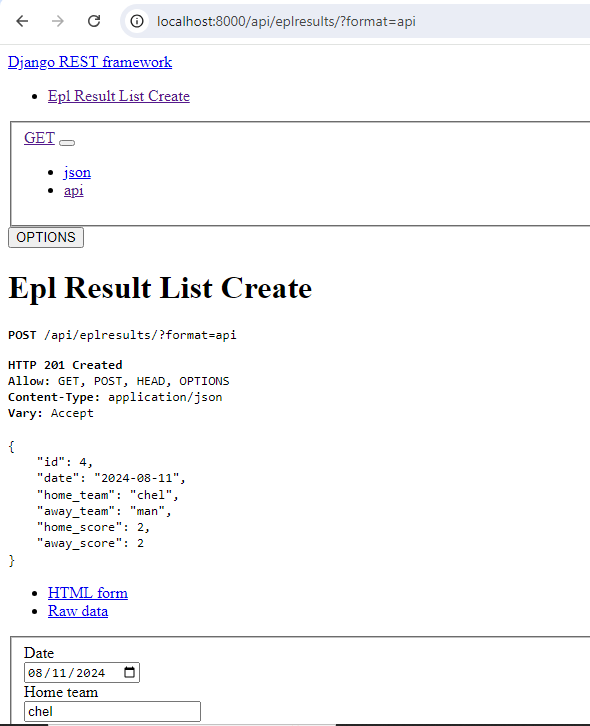 localhost:8000/api/eplresults/?format=api
Django REST framework
Epl Result List Create
GET
json
api
OPTIONS
Epl Result List Create
POST /api/eplresults/?format=api
HTTP 201 Created
Allow: GET, POST, HEAD, OPTIONS
Content-Type: application/json
Vary: Accept
{
    "id": 4,
    "date": "2024-08-11",
    "home_team": "chel",
    "away_team": "man",
    "home_score": 2,
    "away_score": 2
}
HTML form
Raw data
Date
08/11/2024
Home team
chel